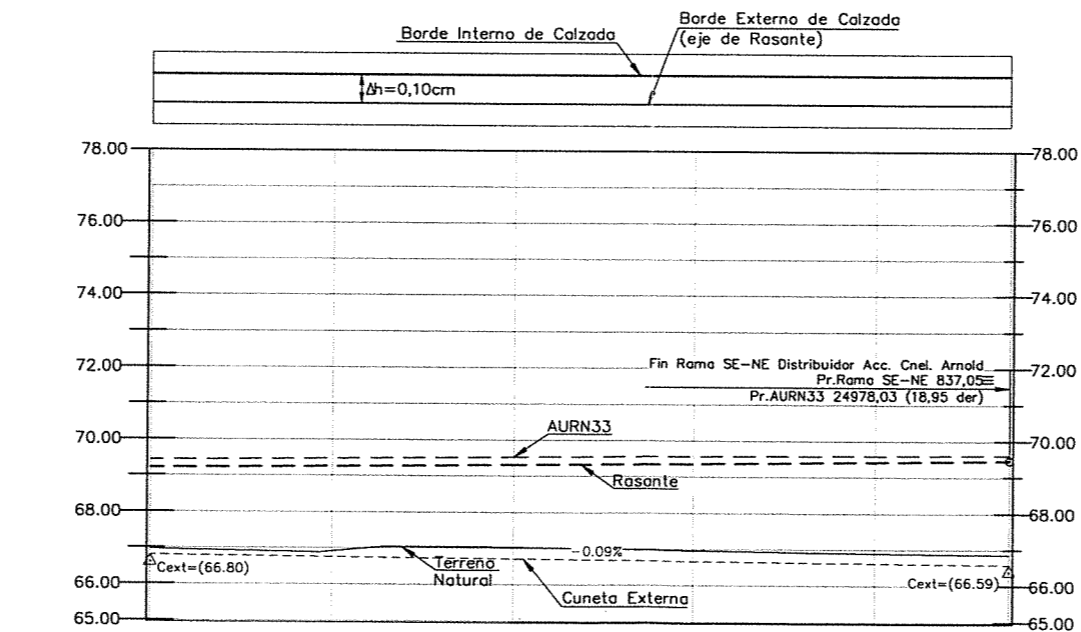 Borde Externo de Calzada
(eje de Rasante)
Borde Interno de Calzada
Δh=0,10cm
78.00
78.00
76.00
76.00
74.00
74.00
Fin Rama SE-NE Distribuidor Acc. Cnel. Arnold
72.00
72.00
Pr.Rama SE-NE 837,05≡
Pr.AURN33 24978,03 (18,95 der)
AURN33
70.00
70.00
Rasante
68.00
68.00
-0.09%
Terreno
Natural
Cext=(66.80)
Cext=(66.59)
66.00
66.00
Cuneta Externa
65.00
65.00